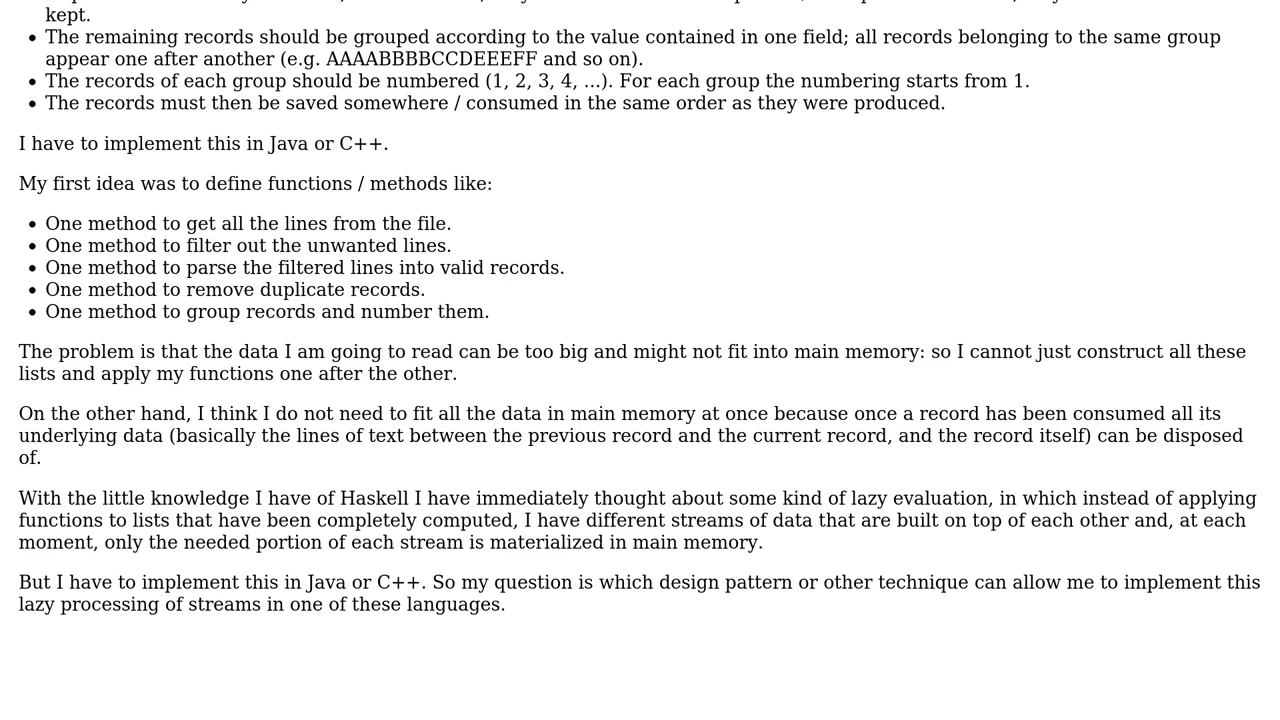 kept.
The remaining records should be grouped according to the value contained in one field; all records belonging to the same group
appear one after another (e.g. AAAABBBBCCDEEEFF and so on).
The records of each group should be numbered (1, 2, 3, 4, ...). For each group the numbering starts from 1.
The records must then be saved somewhere / consumed in the same order as they were produced.
I have to implement this in Java or C++.
My first idea was to define functions / methods like:
One method to get all the lines from the file.
One method to filter out the unwanted lines.
One method to parse the filtered lines into valid records.
One method to remove duplicate records.
One method to group records and number them.
The problem is that the data I am going to read can be too big and might not fit into main memory: so I cannot just construct all these
lists and apply my functions one after the other.
On the other hand, I think I do not need to fit all the data in main memory at once because once a record has been consumed all its
underlying data (basically the lines of text between the previous record and the current record, and the record itself) can be disposed
of.
With the little knowledge I have of Haskell I have immediately thought about some kind of lazy evaluation, in which instead of applying
functions to lists that have been completely computed, I have different streams of data that are built on top of each other and, at each
moment, only the needed portion of each stream is materialized in main memory.
But I have to implement this in Java or C++. So my question is which design pattern or other technique can allow me to implement this
lazy processing of streams in one of these languages.